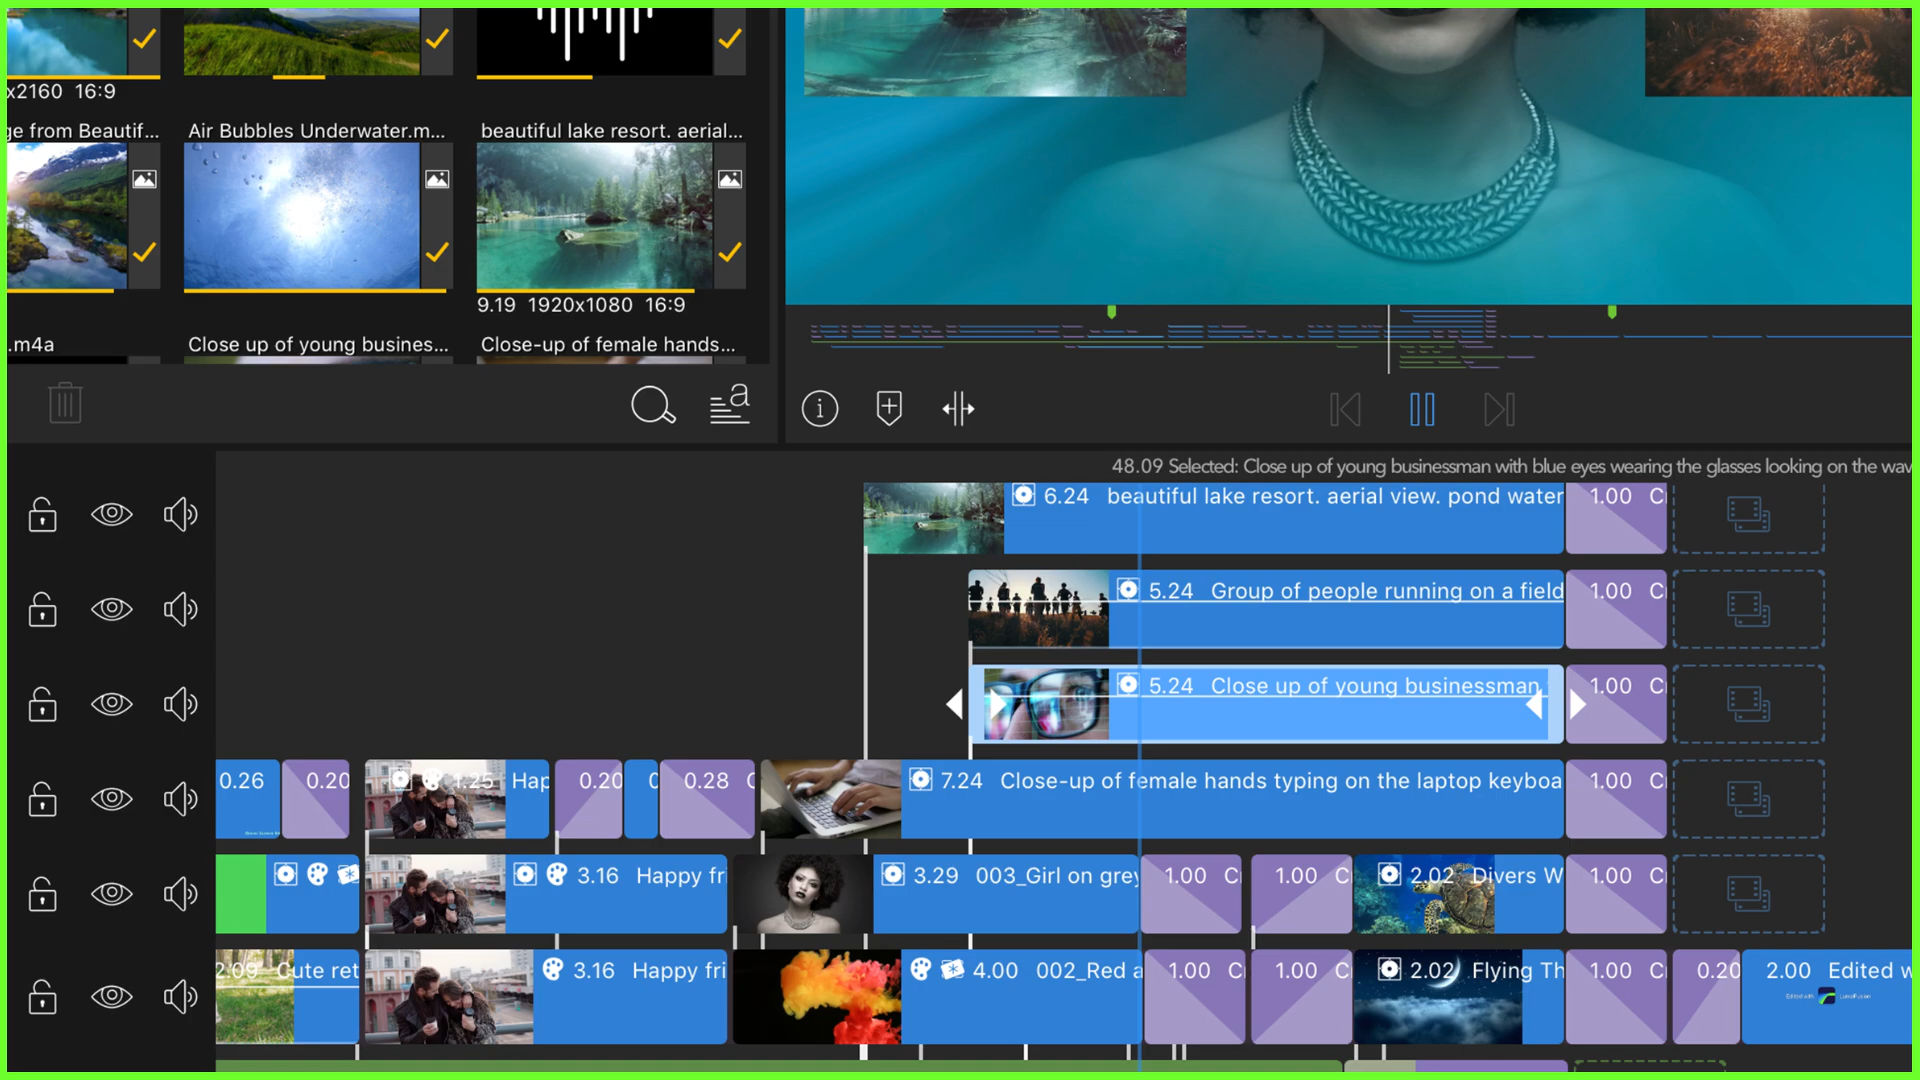 x2160 16:9
ge from Beautif...
Air Bubbles Underwater.m...
beautiful lake resort. aerial...
9.19 1920x1080 16:9
.m4a
Close up of young busines...
Close-up of female hands...
a
48.09 Selected: Close up of young businessman with blue eyes wearing the glasses looking on the wav
6.24 beautiful lake resort. aerial view. pond water
1.00 C
5.24 Group of people running on a field
1.00 C
5.24 Close up of young businessman
1.00 C
0.26
0.20
1.25 Hap
0.20
0.28 C
7.24 Close-up of female hands typing on the laptop keyboa
1.00 C
3.16 Happy fr
3.29 003_Girl on grey
1.00 C
1.00 C
2.02 Divers W
1.00 C
2.09 Cute ret
3.16 Happy fri
4.00 002_Red a
1.00 C
1.00 C
2.02 Flying Th
1.00 C
0.20
2.00 Edited w
Edited with LumaFusion